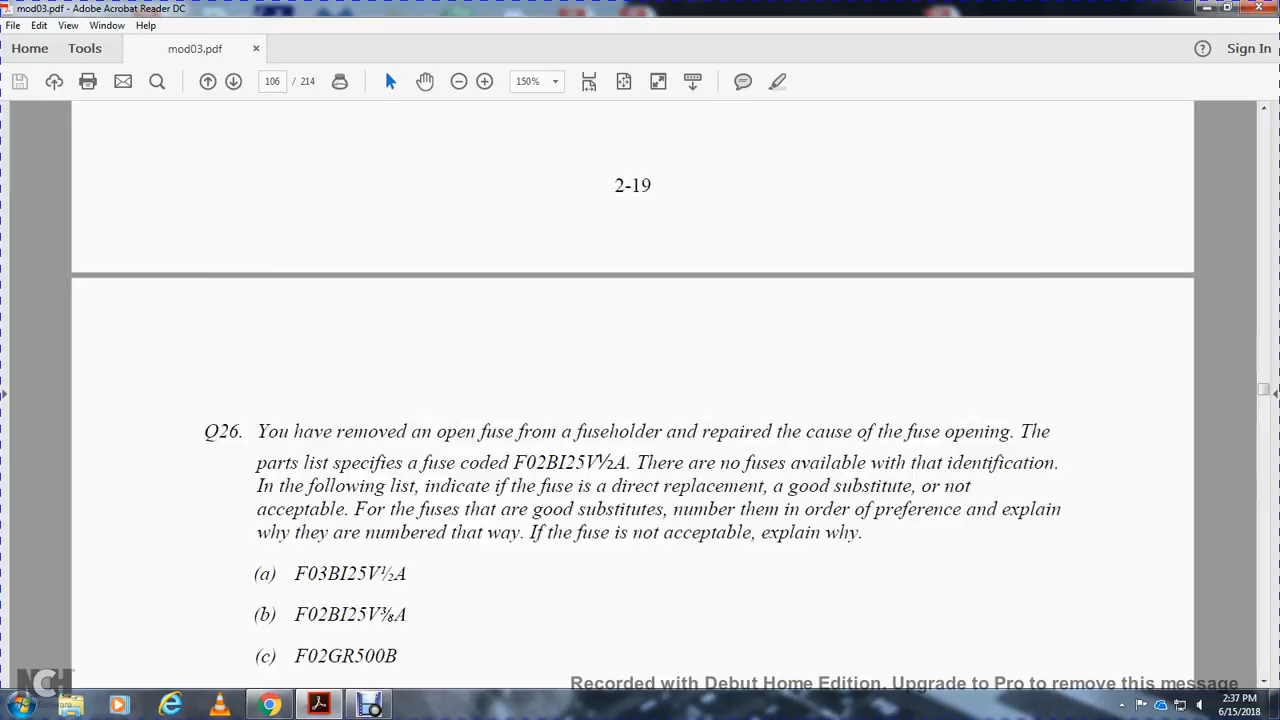 mod03.pdf - Adobe Acrobat Reader DC
File Edit View Window Help
Home Tools mod03.pdf × ? Sign In
106 / 214 150%
2-19
Q26. You have removed an open fuse from a fuseholder and repaired the cause of the fuse opening. The
parts list specifies a fuse coded F02BI25V½A. There are no fuses available with that identification.
In the following list, indicate if the fuse is a direct replacement, a good substitute, or not
acceptable. For the fuses that are good substitutes, number them in order of preference and explain
why they are numbered that way. If the fuse is not acceptable, explain why.
(a) F03BI25V½A
(b) F02BI25V⅜A
(c) F02GR500B
Recorded with Debut Home Edition. Upgrade to Pro to remove this message
NCH
Software
2:37 PM
6/15/2018